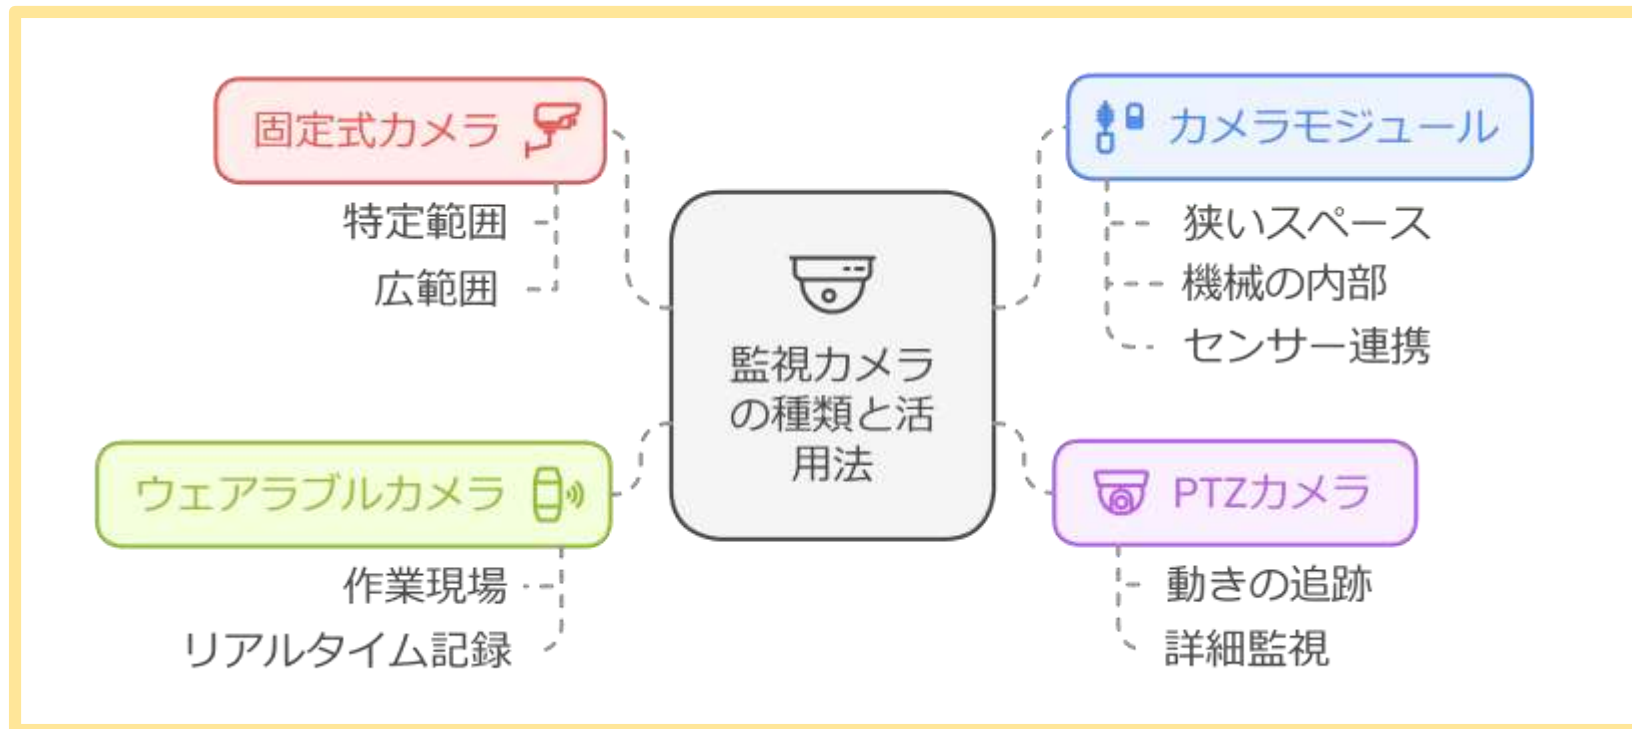 固定式カメラ
特定範囲
広範囲
カメラモジュール
狭いスペース
機械の内部
センサー連携
監視カメラ
の種類と活
用法
ウェアラブルカメラ
作業現場
リアルタイム記録
PTZカメラ
動きの追跡
詳細監視